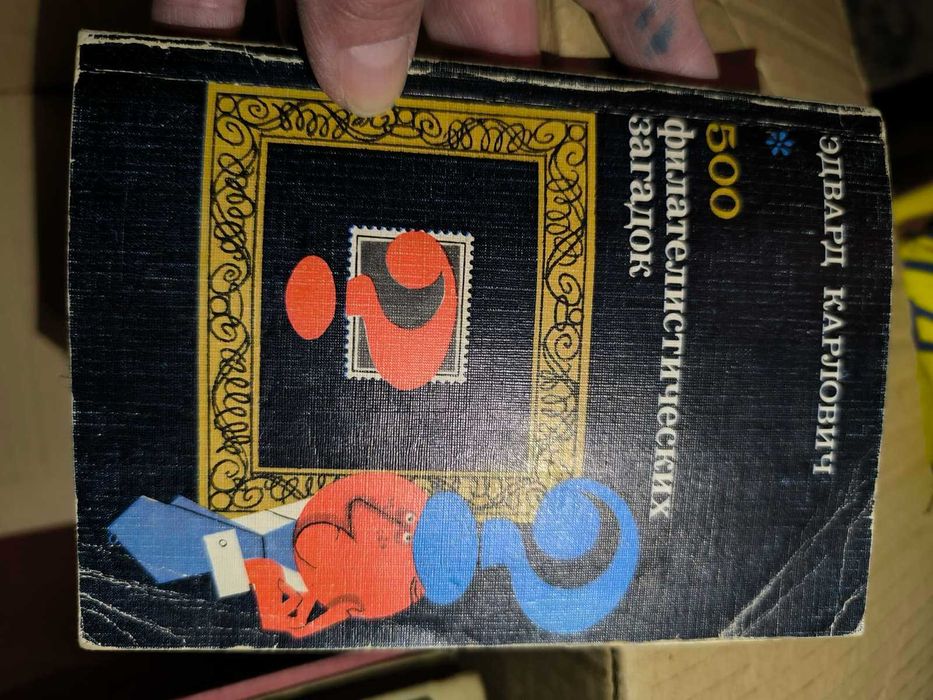 ЭДВАРД КАРЛОВИЧ
*
500
филателистических
загадок